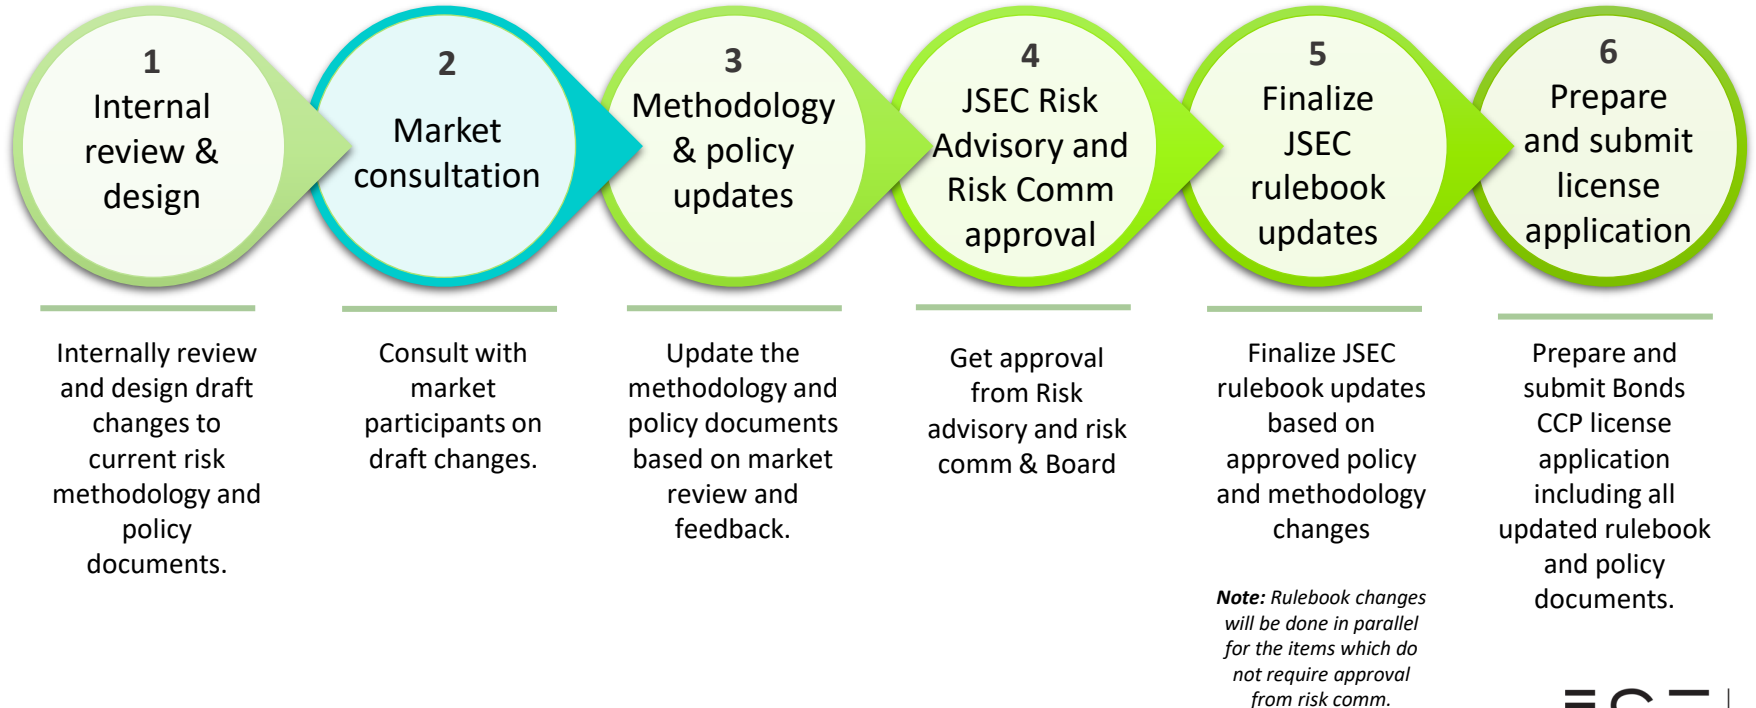 1
Internal
review &
design
2
Market
consultation
3
Methodology
& policy
updates
4
JSEC Risk
Advisory and
Risk Comm
approval
5
Finalize
JSEC
rulebook
updates
6
Prepare
and submit
license
application
Internally review
and design draft
changes to
current risk
methodology and
policy
documents.
Consult with
market
participants on
draft changes.
Update the
methodology and
policy documents
based on market
review and
feedback.
Get approval
from Risk
advisory and risk
comm & Board
Finalize JSEC
rulebook updates
based on
approved policy
and methodology
changes
Note: Rulebook changes
will be done in parallel
for the items which do
not require approval
from risk comm.
Prepare and
submit Bonds
CCP license
application
including all
updated rulebook
and policy
documents.